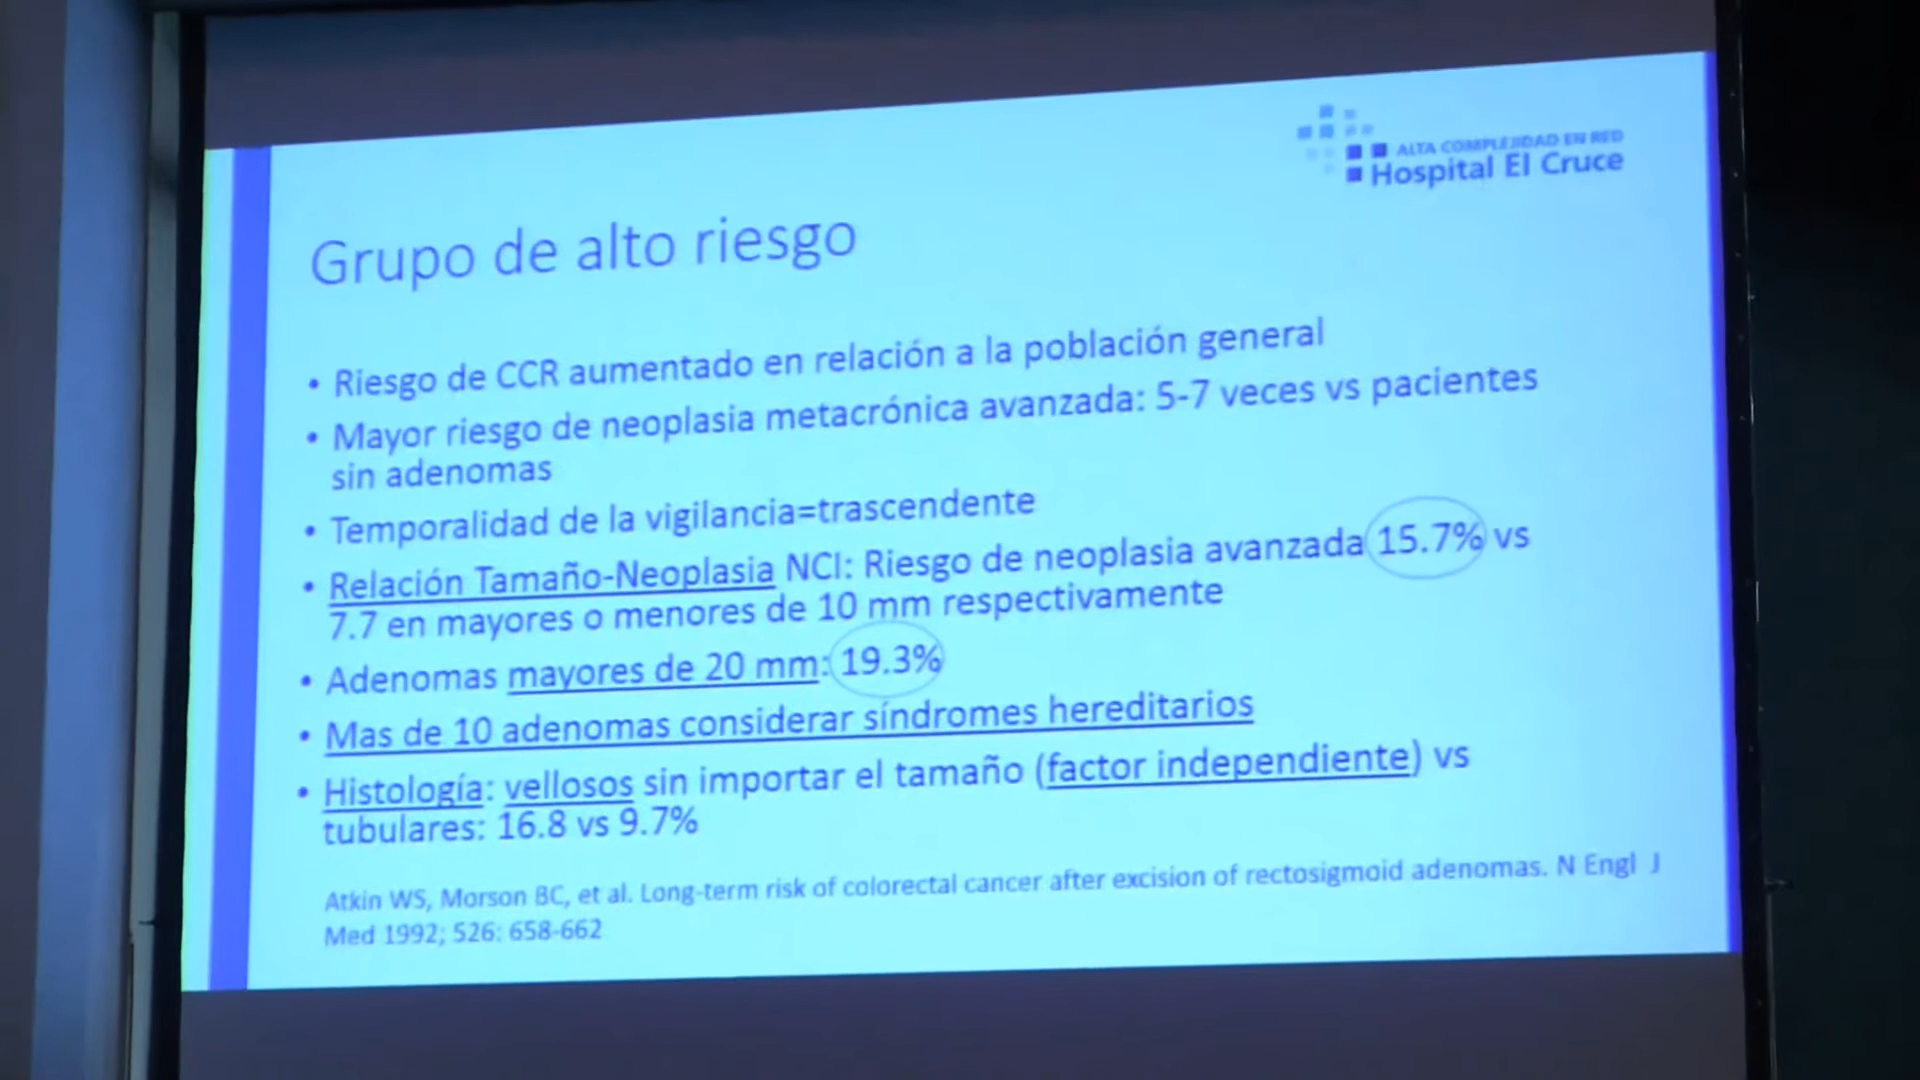 ALTA COMPLEJIDAD EN RED
Hospital El Cruce
Grupo de alto riesgo
• Riesgo de CCR aumentado en relación a la población general
• Mayor riesgo de neoplasia metacrónica avanzada: 5-7 veces vs pacientes
sin adenomas
• Temporalidad de la vigilancia=trascendente
• Relación Tamaño-Neoplasia NCI: Riesgo de neoplasia avanzada 15.7% vs
7.7 en mayores o menores de 10 mm respectivamente
• Adenomas mayores de 20 mm: 19.3%
• Mas de 10 adenomas considerar síndromes hereditarios
• Histología: vellosos sin importar el tamaño (factor independiente) vs
tubulares: 16.8 vs 9.7%
Atkin WS, Morson BC, et al. Long-term risk of colorectal cancer after excision of rectosigmoid adenomas. N Engl J
Med 1992; 526: 658-662